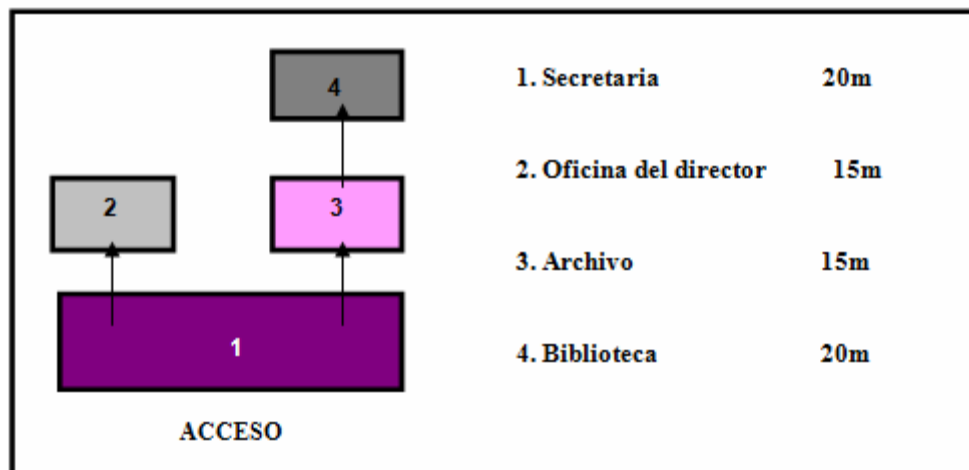 4
2
3
1
ACCESO
1. Secretaria 20m
2. Oficina del director 15m
3. Archivo 15m
4. Biblioteca 20m